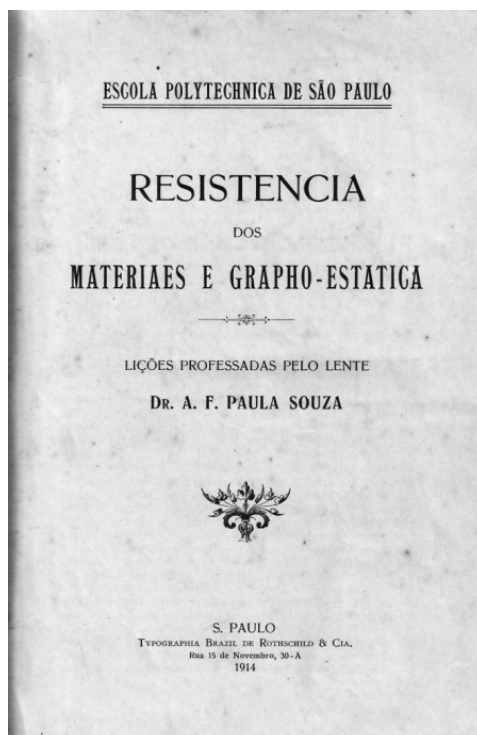 ESCOLA POLYTECHNICA DE SÃO PAULO
RESISTENCIA
DOS
MATERIAES E GRAPHO-ESTATICA
LIÇÕES PROFESSADAS PELO LENTE
DR. A. F. PAULA SOUZA
S. PAULO
TYPOGRAPHIA BRAZIL DE ROTHSCHILD & CIA.
Rua 15 de Novembro, 30-A
1914